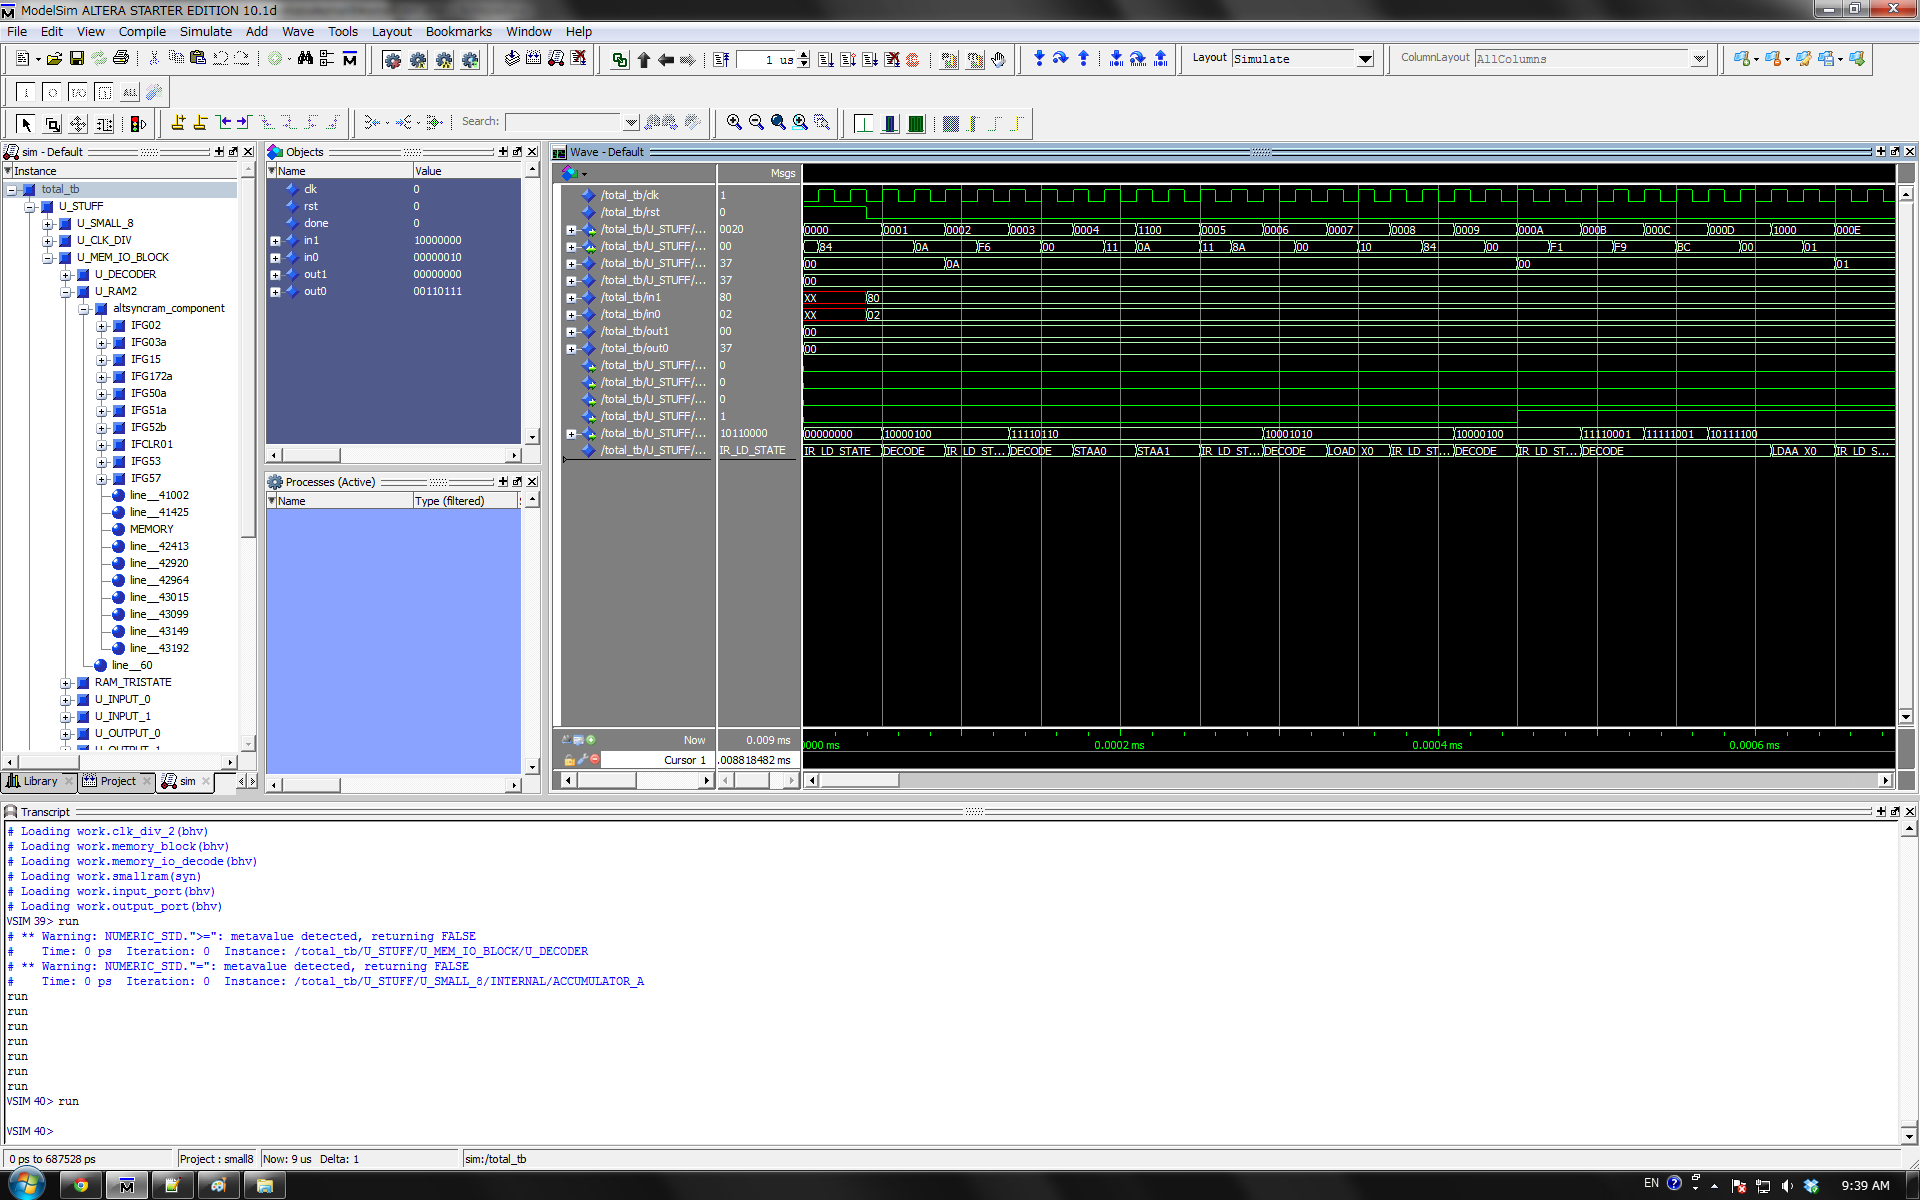 ModelSim ALTERA STARTER EDITION 10.1d
File Edit View Compile Simulate Add Wave Tools Layout Bookmarks Window Help
1 us
Layout Simulate
ColumnLayout AllColumns
Search:
sim - Default
Instance
total_tb
U_STUFF
U_SMALL_8
U_CLK_DIV
U_MEM_IO_BLOCK
U_DECODER
U_RAM2
altsyncram_component
IFG02
IFG03a
IFG15
IFG172a
IFG50a
IFG51a
IFG52b
IFCLR01
IFG53
IFG57
line__41002
line__41425
MEMORY
line__42413
line__42920
line__42964
line__43015
line__43099
line__43149
line__43192
line__60
RAM_TRISTATE
U_INPUT_0
U_INPUT_1
U_OUTPUT_0
U_OUTPUT_1
Library Project sim
Objects
Name Value
clk 0
rst 0
done 0
in1 10000000
in0 00000010
out1 00000000
out0 00110111
Processes (Active)
Name Type (filtered)
Wave - Default
Msgs
/total_tb/clk 1
/total_tb/rst 0
/total_tb/U_STUFF/... 0020 0000 0001 0002 0003 0004 1100 0005 0006 0007 0008 0009 000A 000B 000C 000D 1000 000E
/total_tb/U_STUFF/... 00 84 0A F6 00 11 0A 11 8A 00 10 84 00 F1 F9 BC 00 01
/total_tb/U_STUFF/... 37 00 0A 00 01
/total_tb/U_STUFF/... 37 00
/total_tb/in1 80 XX 80
/total_tb/in0 02 XX 02
/total_tb/out1 00 00
/total_tb/out0 37 00
/total_tb/U_STUFF/... 0
/total_tb/U_STUFF/... 0
/total_tb/U_STUFF/... 0
/total_tb/U_STUFF/... 1
/total_tb/U_STUFF/... 10110000 00000000 10000100 11110110 10001010 10000100 11110001 11111001 10111100
/total_tb/U_STUFF/... IR_LD_STATE IR_LD_STATE DECODE IR_LD_ST... DECODE STAA0 STAA1 IR_LD_ST... DECODE LOAD_X0 IR_LD_ST... DECODE IR_LD_ST... DECODE LDAA_X0 IR_LD_S...
Now 0.009 ms 0000 ms 0.0002 ms 0.0004 ms 0.0006 ms
Cursor 1 .008818482 ms
Transcript
# Loading work.clk_div_2(bhv)
# Loading work.memory_block(bhv)
# Loading work.memory_io_decode(bhv)
# Loading work.smallram(syn)
# Loading work.input_port(bhv)
# Loading work.output_port(bhv)
VSIM 39> run
# ** Warning: NUMERIC_STD.">=": metavalue detected, returning FALSE
# Time: 0 ps Iteration: 0 Instance: /total_tb/U_STUFF/U_MEM_IO_BLOCK/U_DECODER
# ** Warning: NUMERIC_STD."=": metavalue detected, returning FALSE
# Time: 0 ps Iteration: 0 Instance: /total_tb/U_STUFF/U_SMALL_8/INTERNAL/ACCUMULATOR_A
run
run
run
run
run
run
run
VSIM 40> run
VSIM 40>
0 ps to 687528 ps Project : small8 Now: 9 us Delta: 1 sim:/total_tb
EN 9:39 AM